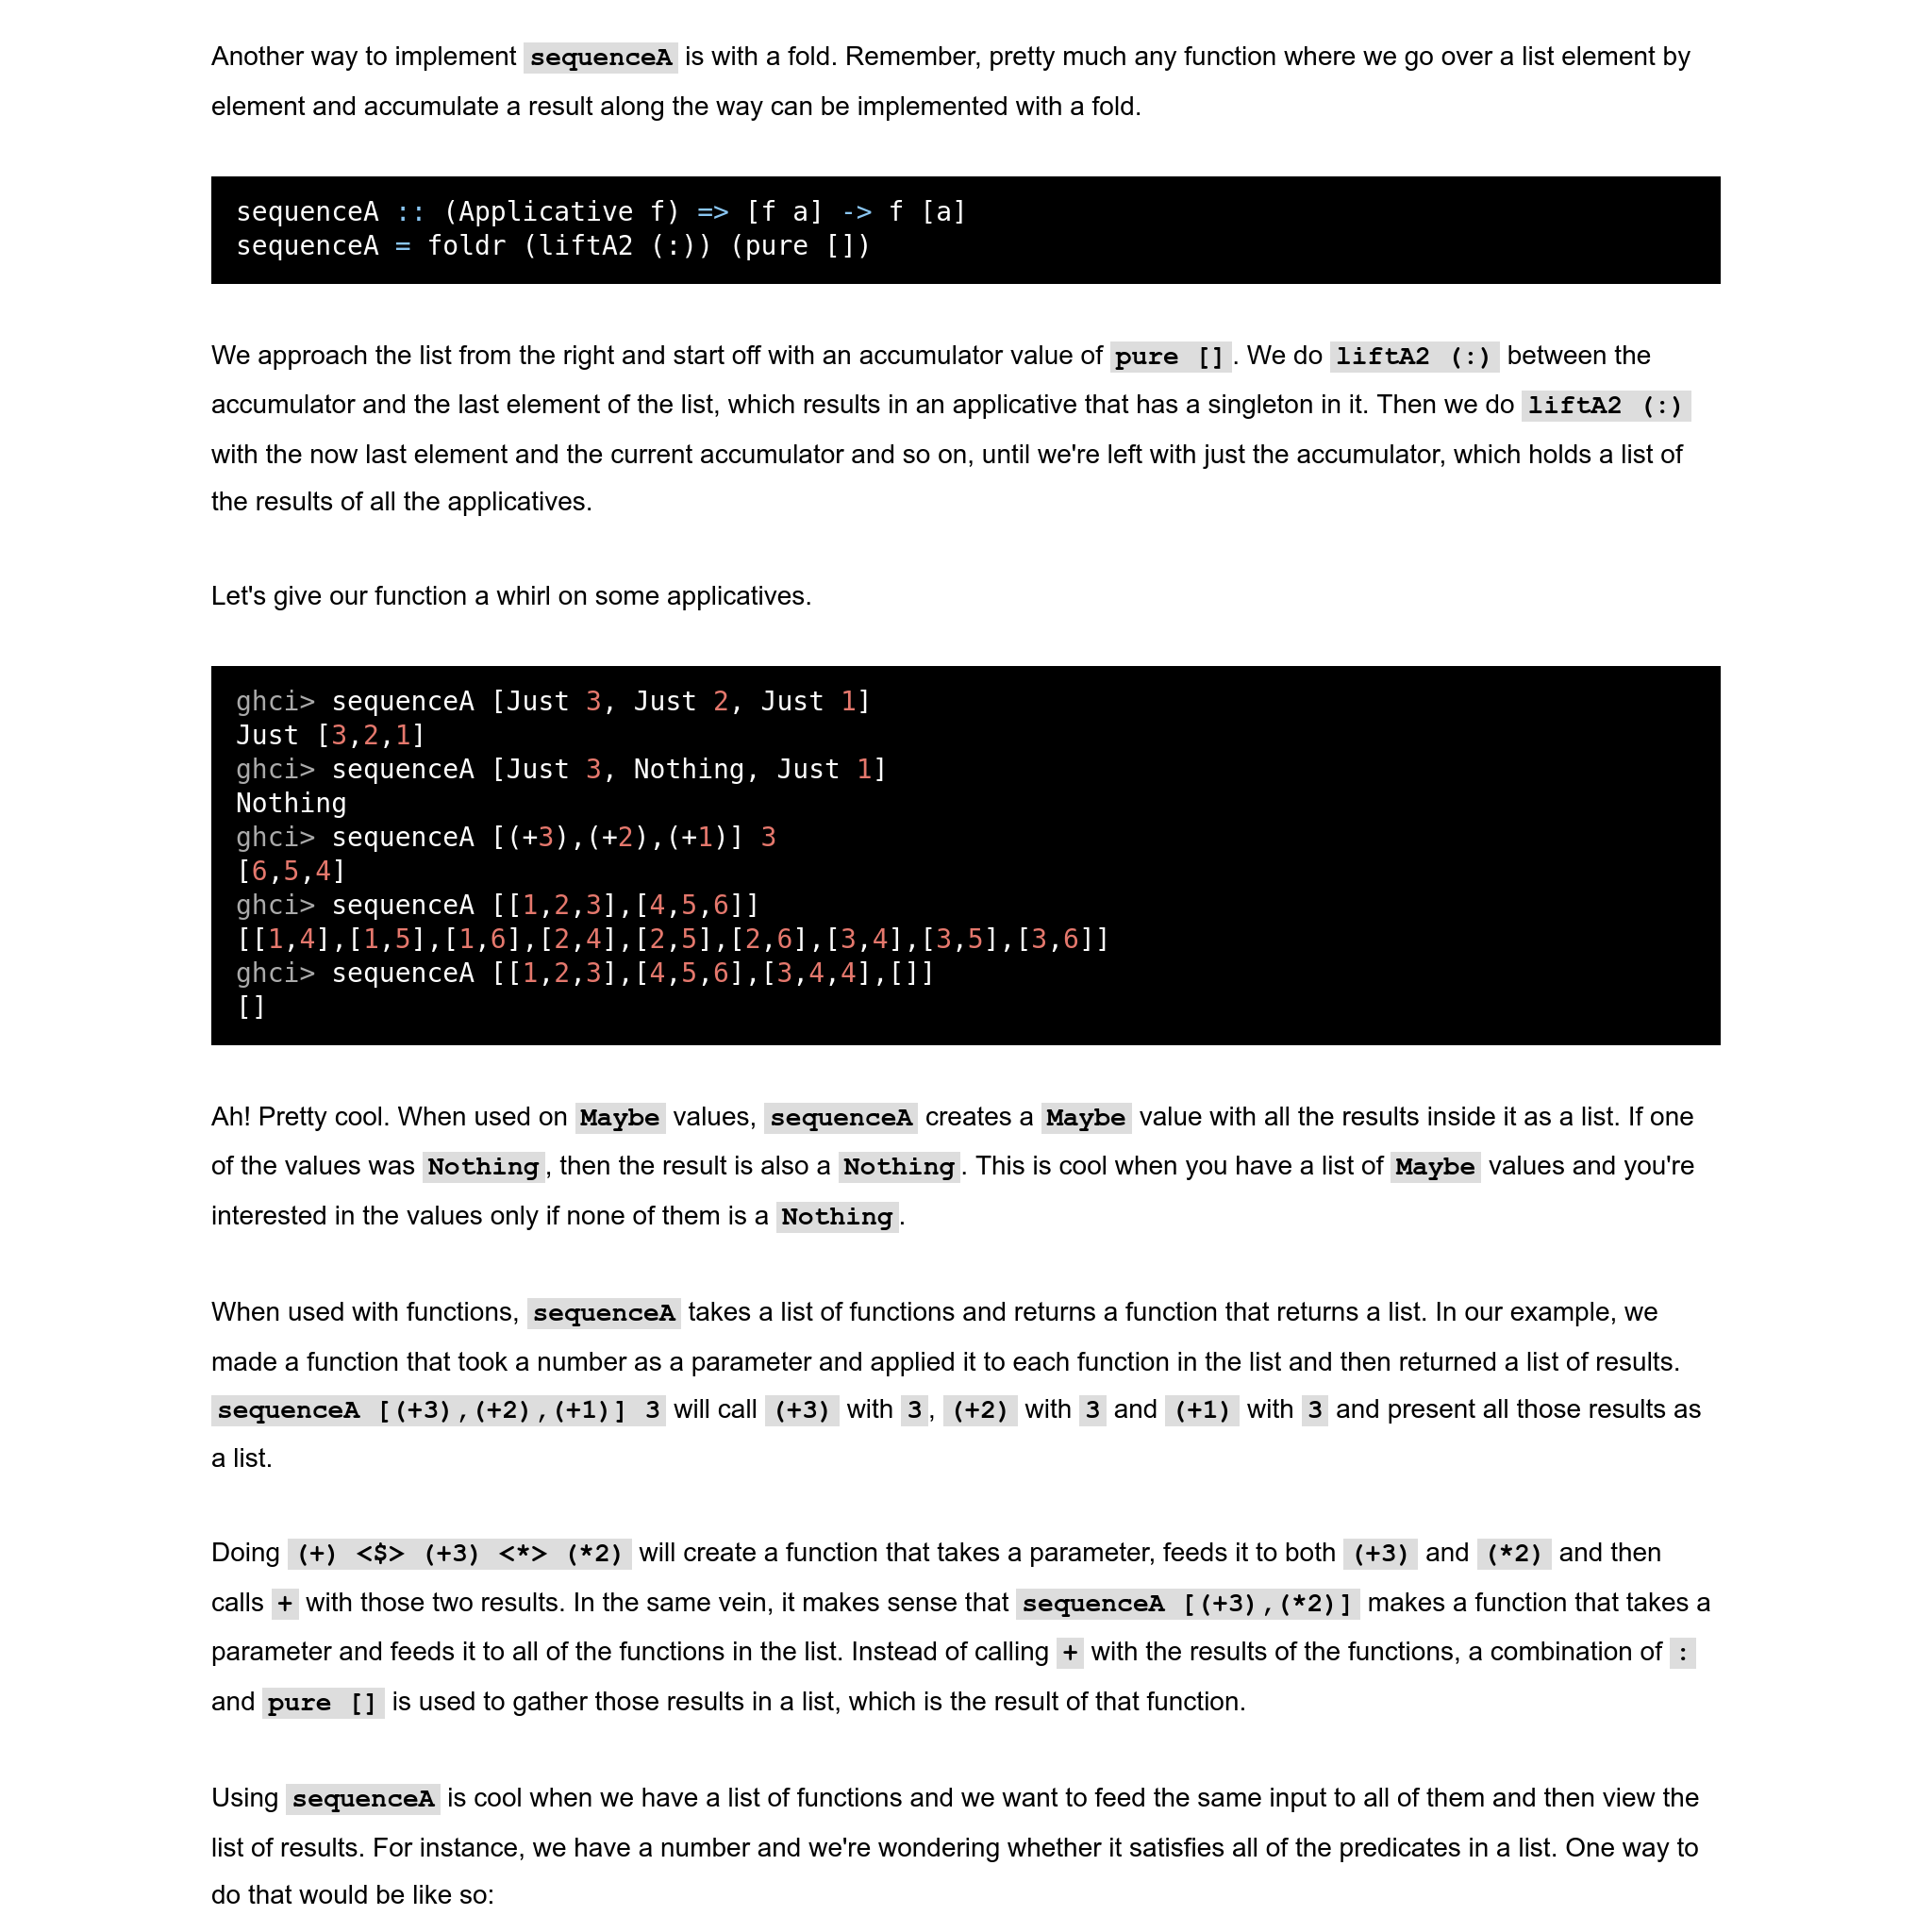 Another way to implement sequenceA is with a fold. Remember, pretty much any function where we go over a list element by
element and accumulate a result along the way can be implemented with a fold.
sequenceA :: (Applicative f) => [f a] -> f [a]
sequenceA = foldr (liftA2 (:)) (pure [])
We approach the list from the right and start off with an accumulator value of pure []. We do liftA2 (:) between the
accumulator and the last element of the list, which results in an applicative that has a singleton in it. Then we do liftA2 (:)
with the now last element and the current accumulator and so on, until we're left with just the accumulator, which holds a list of
the results of all the applicatives.
Let's give our function a whirl on some applicatives.
ghci> sequenceA [Just 3, Just 2, Just 1]
Just [3,2,1]
ghci> sequenceA [Just 3, Nothing, Just 1]
Nothing
ghci> sequenceA [(+3),(+2),(+1)] 3
[6,5,4]
ghci> sequenceA [[1,2,3],[4,5,6]]
[[1,4],[1,5],[1,6],[2,4],[2,5],[2,6],[3,4],[3,5],[3,6]]
ghci> sequenceA [[1,2,3],[4,5,6],[3,4,4],[]]
[]
Ah! Pretty cool. When used on Maybe values, sequenceA creates a Maybe value with all the results inside it as a list. If one
of the values was Nothing, then the result is also a Nothing. This is cool when you have a list of Maybe values and you're
interested in the values only if none of them is a Nothing.
When used with functions, sequenceA takes a list of functions and returns a function that returns a list. In our example, we
made a function that took a number as a parameter and applied it to each function in the list and then returned a list of results.
sequenceA [(+3),(+2),(+1)] 3 will call (+3) with 3, (+2) with 3 and (+1) with 3 and present all those results as
a list.
Doing (+) <$> (+3) <*> (*2) will create a function that takes a parameter, feeds it to both (+3) and (*2) and then
calls + with those two results. In the same vein, it makes sense that sequenceA [(+3),(*2)] makes a function that takes a
parameter and feeds it to all of the functions in the list. Instead of calling + with the results of the functions, a combination of :
and pure [] is used to gather those results in a list, which is the result of that function.
Using sequenceA is cool when we have a list of functions and we want to feed the same input to all of them and then view the
list of results. For instance, we have a number and we're wondering whether it satisfies all of the predicates in a list. One way to
do that would be like so: